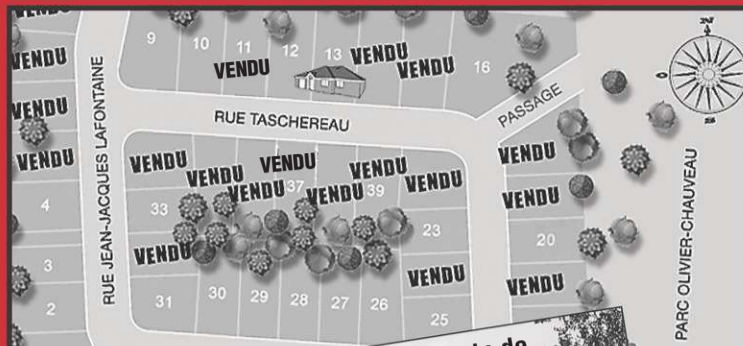 9
10
11
12
13
VENDU
VENDU
VENDU
VENDU
16
N
O
S
PASSAGE
RUE TASCHEREAU
RUE JEAN-JACQUES LAFONTAINE
PARC OLIVIER-CHAUVEAU
VENDU
VENDU
VENDU
4
3
2
VENDU
VENDU
VENDU
VENDU
VENDU
VENDU
VENDU
33
37
39
23
VENDU
VENDU
31
30
29
28
27
26
25
VENDU
VENDU
20
VENDU